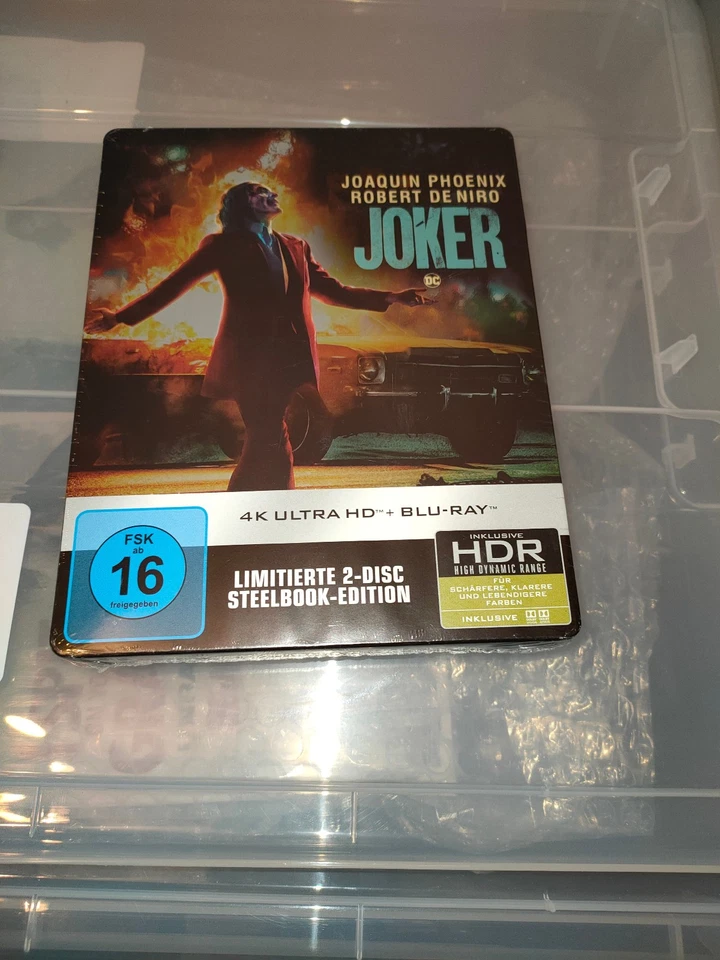 JOAQUIN PHOENIX
ROBERT DE NIRO
JOKER
DC
4K ULTRA HD™ + BLU-RAY™
FSK
ab
16
freigegeben
LIMITIERTE 2-DISC
STEELBOOK-EDITION
INKLUSIVE
HDR
HIGH DYNAMIC RANGE
FÜR
SCHÄRFERE, KLARERE
UND LEBENDIGERE
FARBEN
INKLUSIVE